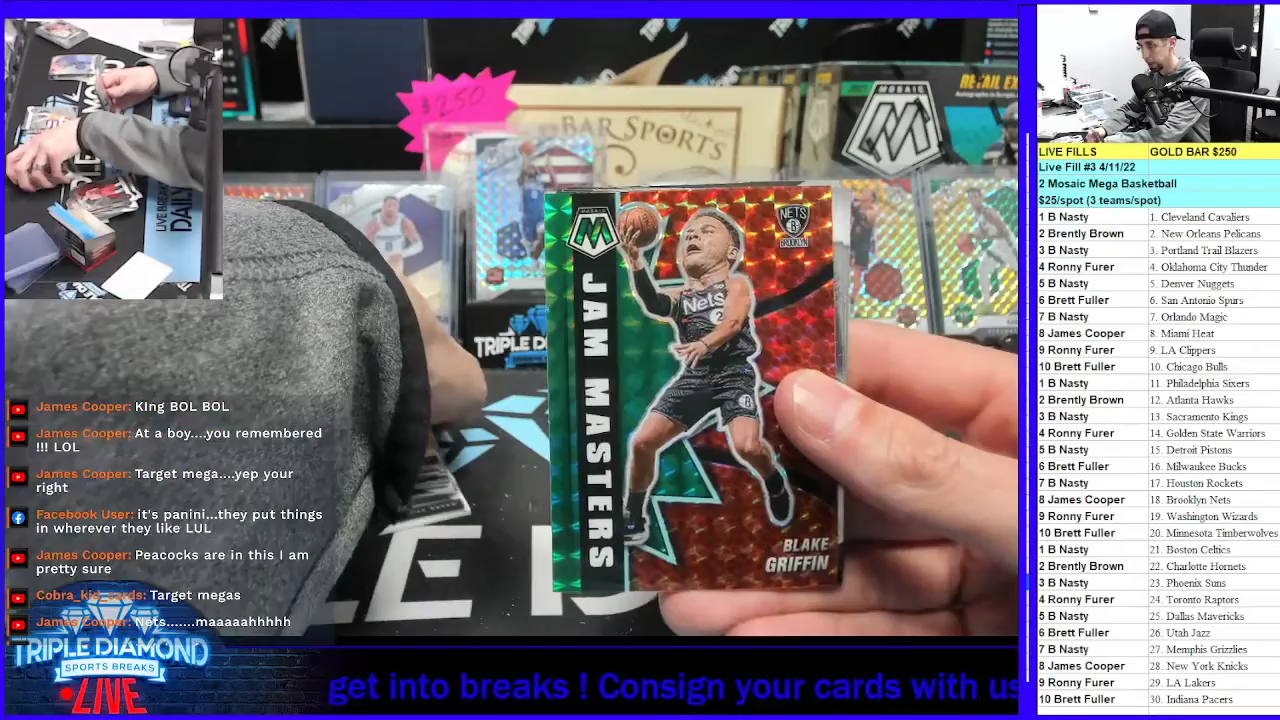 $250
BAR SPORTS
MOSAIC
RETAIL EX
NETS
BROOKLYN
MOSAIC
Nets
2
JAM MASTERS
BLAKE
GRIFFIN
TRIPLE DIA
LIVE BREA
DAILY
James Cooper: KIng BOL BOL
James Cooper: At a boy....you remembered
!!! LOL
James Cooper: Target mega....yep your
right
Facebook User: it's panini...they put things
in wherever they like LUL
James Cooper: Peacocks are in this I am
pretty sure
Cobra_kid_cards: Target megas
James Cooper: Nets.......maaaaahhhhh
TRIPLE DIAMOND
SPORTS BREAKS
LIVE
get into breaks ! Consign your cards
LIVE FILLS GOLD BAR $250
Live Fill #3 4/11/22
2 Mosaic Mega Basketball
$25/spot (3 teams/spot)
1 B Nasty 1. Cleveland Cavaliers
2 Brently Brown 2. New Orleans Pelicans
3 B Nasty 3. Portland Trailblazers
4 Ronny Furer 4. Oklahoma City Thunder
5 B Nasty 5. Denver Nuggets
6 Brett Fuller 6. San Antonio Spurs
7 B Nasty 7. Orlando Magic
8 James Cooper 8. Miami Heat
9 Ronny Furer 9. LA Clippers
10 Brett Fuller 10. Chicago Bulls
1 B Nasty 11. Philadelphia Sixers
2 Brently Brown 12. Atlanta Hawks
3 B Nasty 13. Sacramento Kings
4 Ronny Furer 14. Golden State Warriors
5 B Nasty 15. Detroit Pistons
6 Brett Fuller 16. Milwaukee Bucks
7 B Nasty 17. Houston Rockets
8 James Cooper 18. Brooklyn Nets
9 Ronny Furer 19. Washington Wizards
10 Brett Fuller 20. Minnesota Timberwolves
1 B Nasty 21. Boston Celtics
2 Brently Brown 22. Charlotte Hornets
3 B Nasty 23. Phoenix Suns
4 Ronny Furer 24. Toronto Raptors
5 B Nasty 25. Dallas Mavericks
6 Brett Fuller 26. Utah Jazz
7 B Nasty 27. Memphis Grizzlies
8 James Cooper 28. New York Knicks
9 Ronny Furer 29. LA Lakers
10 Brett Fuller 30. Indiana Pacers